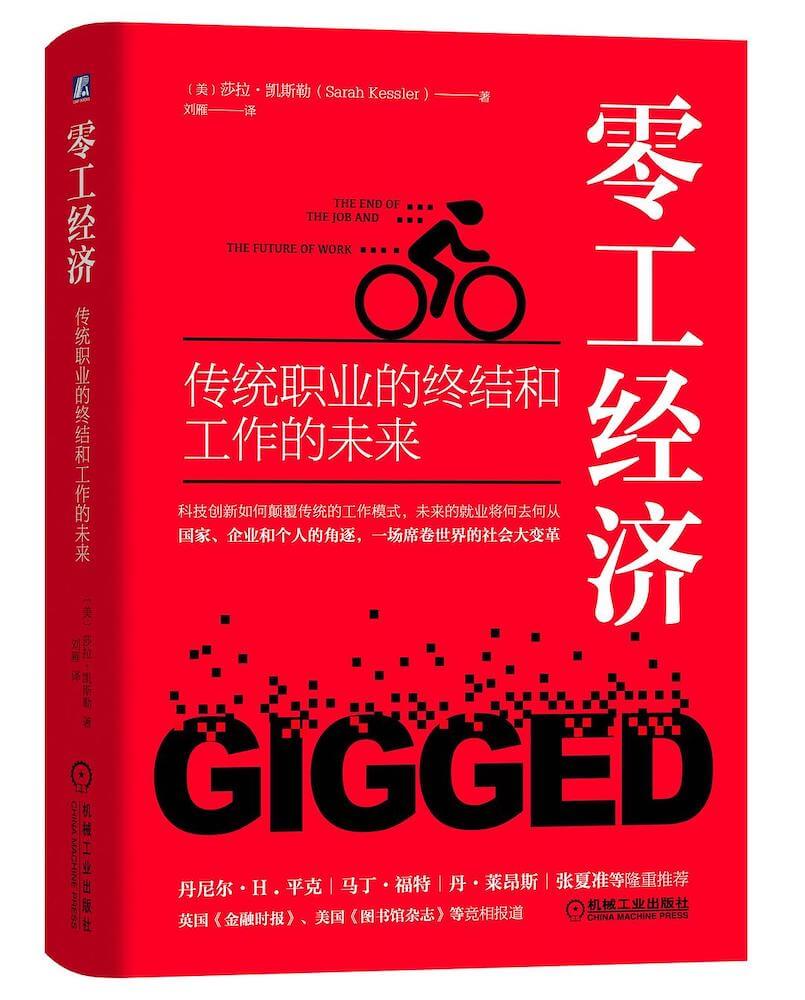 零工经济
传统职业的终结和工作的未来
（美）莎拉·凯斯勒 著
刘雁 译
机械工业出版社
CHINA MACHINE PRESS
（美）莎拉·凯斯勒（Sarah Kessler）——著
刘雁——译
零工经济
THE END OF
THE JOB AND
THE FUTURE OF WORK
传统职业的终结和
工作的未来
科技创新如何颠覆传统的工作模式，未来的就业将何去何从
国家、企业和个人的角逐，一场席卷世界的社会大变革
GIGGED
丹尼尔·H.平克｜马丁·福特｜丹·莱昂斯｜张夏准等隆重推荐
英国《金融时报》、美国《图书馆杂志》等竞相报道
机械工业出版社
CHINA MACHINE PRESS